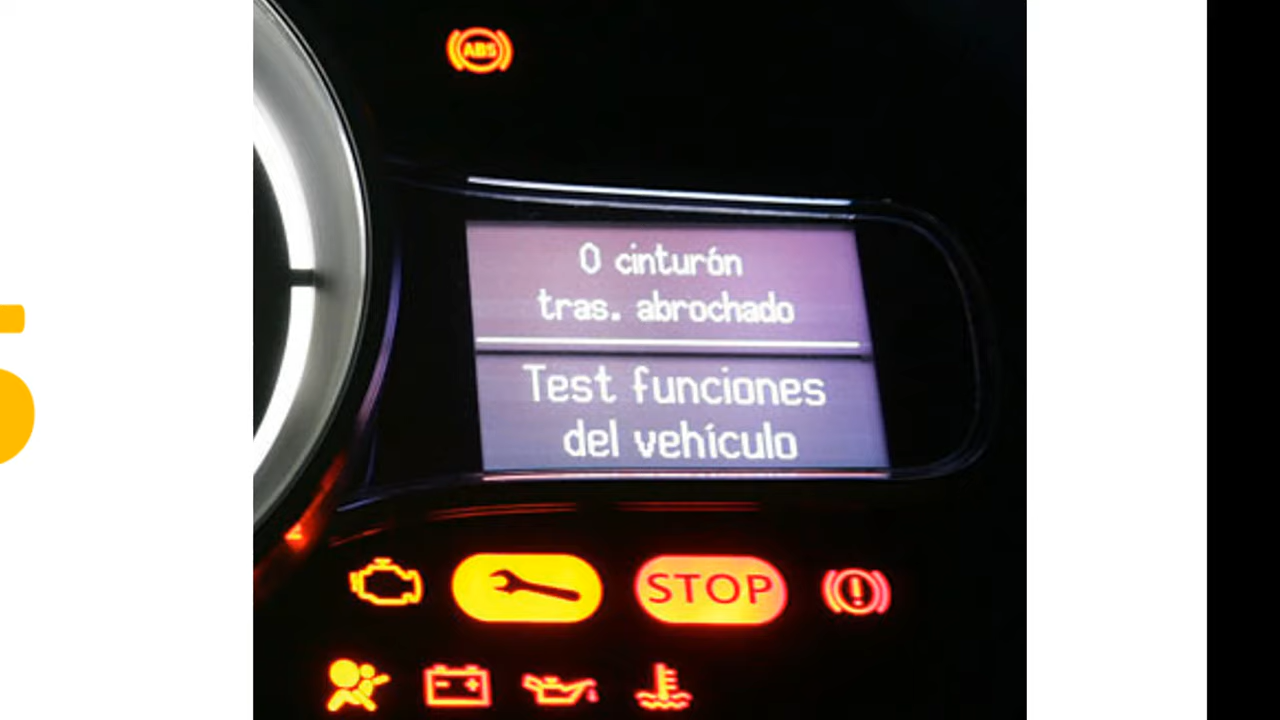 ABS
0 cinturón
tras. abrochado
Test funciones
del vehículo
STOP